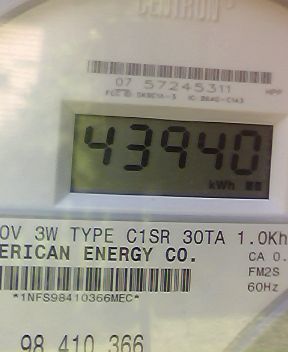 CENTRON
07 57245311
HPP
43940
kWh
0V 3W TYPE C1SR 30TA 1.0Kh
ERICAN ENERGY CO.
CA 0.
FM2S
60Hz
*1NFS98410366MEC*
98 410 366